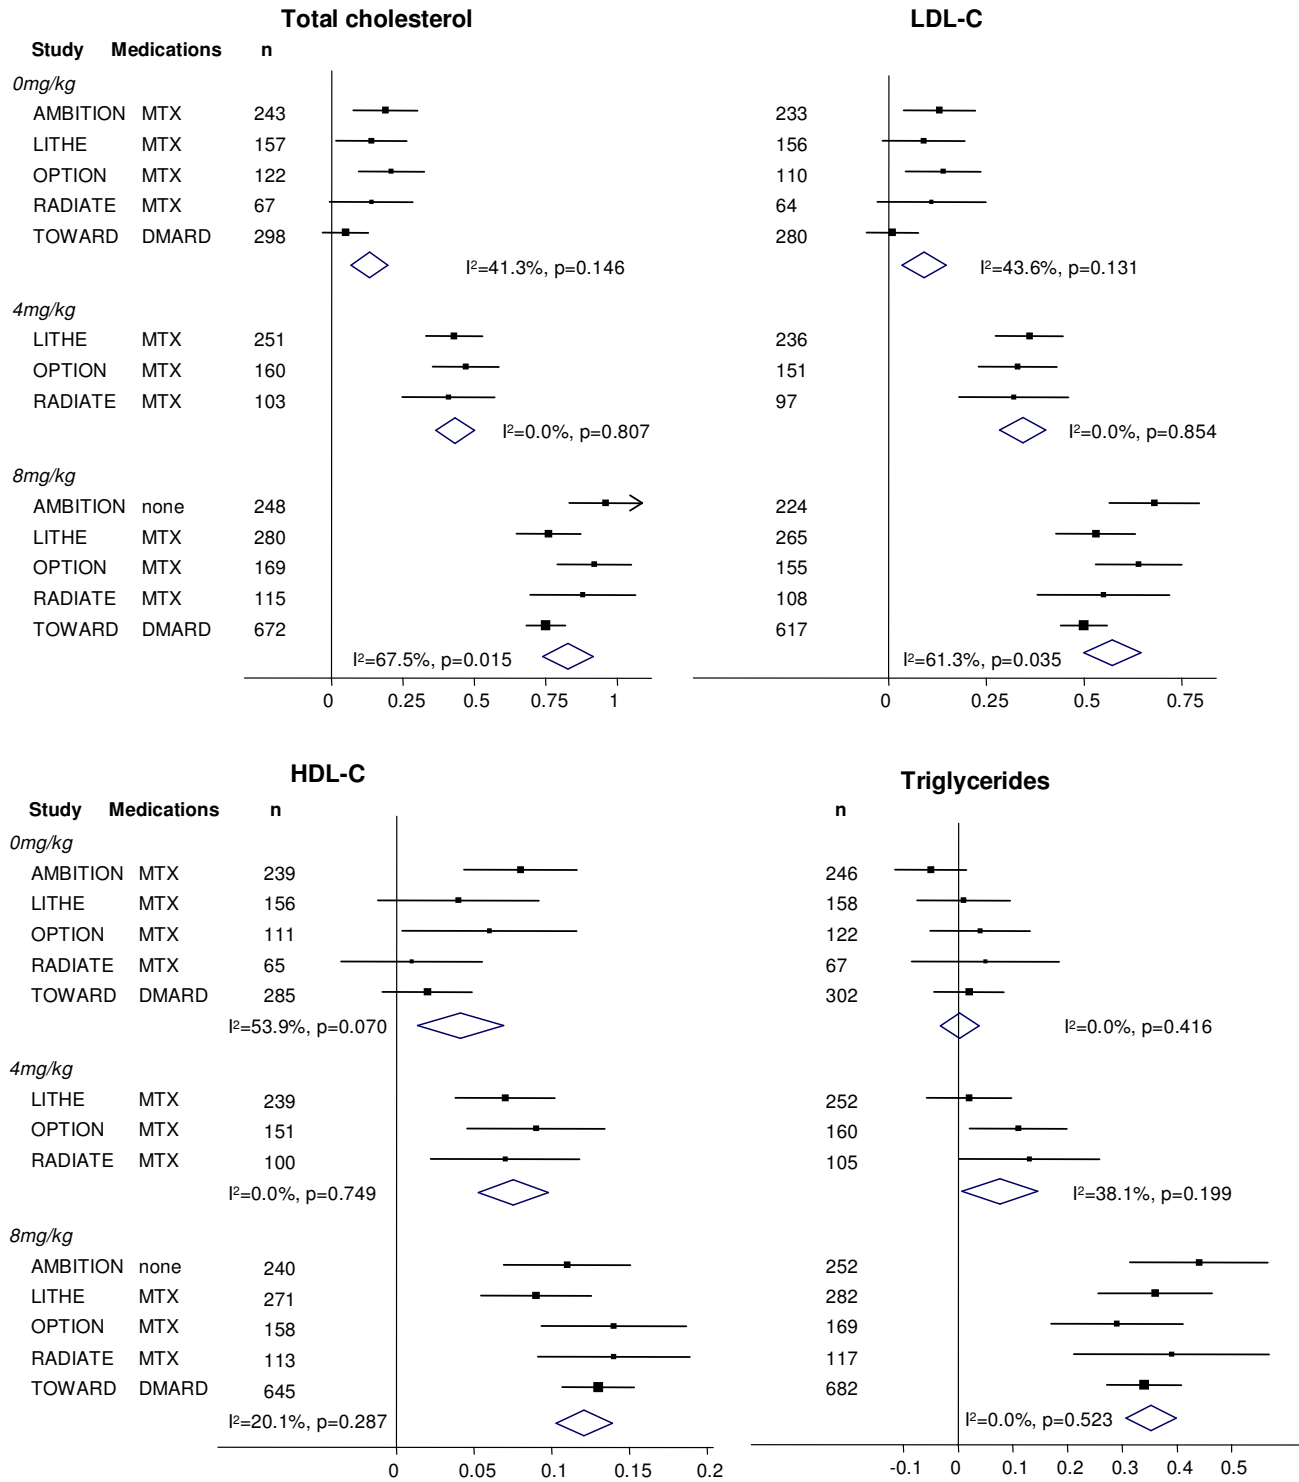 Total cholesterol LDL-C
Study Medications n
0mg/kg
AMBITION MTX 243 233
LITHE MTX 157 156
OPTION MTX 122 110
RADIATE MTX 67 64
TOWARD DMARD 298 280
I²=41.3%, p=0.146 I²=43.6%, p=0.131
4mg/kg
LITHE MTX 251 236
OPTION MTX 160 151
RADIATE MTX 103 97
I²=0.0%, p=0.807 I²=0.0%, p=0.854
8mg/kg
AMBITION none 248 224
LITHE MTX 280 265
OPTION MTX 169 155
RADIATE MTX 115 108
TOWARD DMARD 672 617
I²=67.5%, p=0.015 I²=61.3%, p=0.035
0 0.25 0.5 0.75 1 0 0.25 0.5 0.75
HDL-C Triglycerides
Study Medications n n
0mg/kg
AMBITION MTX 239 246
LITHE MTX 156 158
OPTION MTX 111 122
RADIATE MTX 65 67
TOWARD DMARD 285 302
I²=53.9%, p=0.070 I²=0.0%, p=0.416
4mg/kg
LITHE MTX 239 252
OPTION MTX 151 160
RADIATE MTX 100 105
I²=0.0%, p=0.749 I²=38.1%, p=0.199
8mg/kg
AMBITION none 240 252
LITHE MTX 271 282
OPTION MTX 158 169
RADIATE MTX 113 117
TOWARD DMARD 645 682
I²=20.1%, p=0.287 I²=0.0%, p=0.523
0 0.05 0.1 0.15 0.2 -0.1 0 0.1 0.2 0.3 0.4 0.5